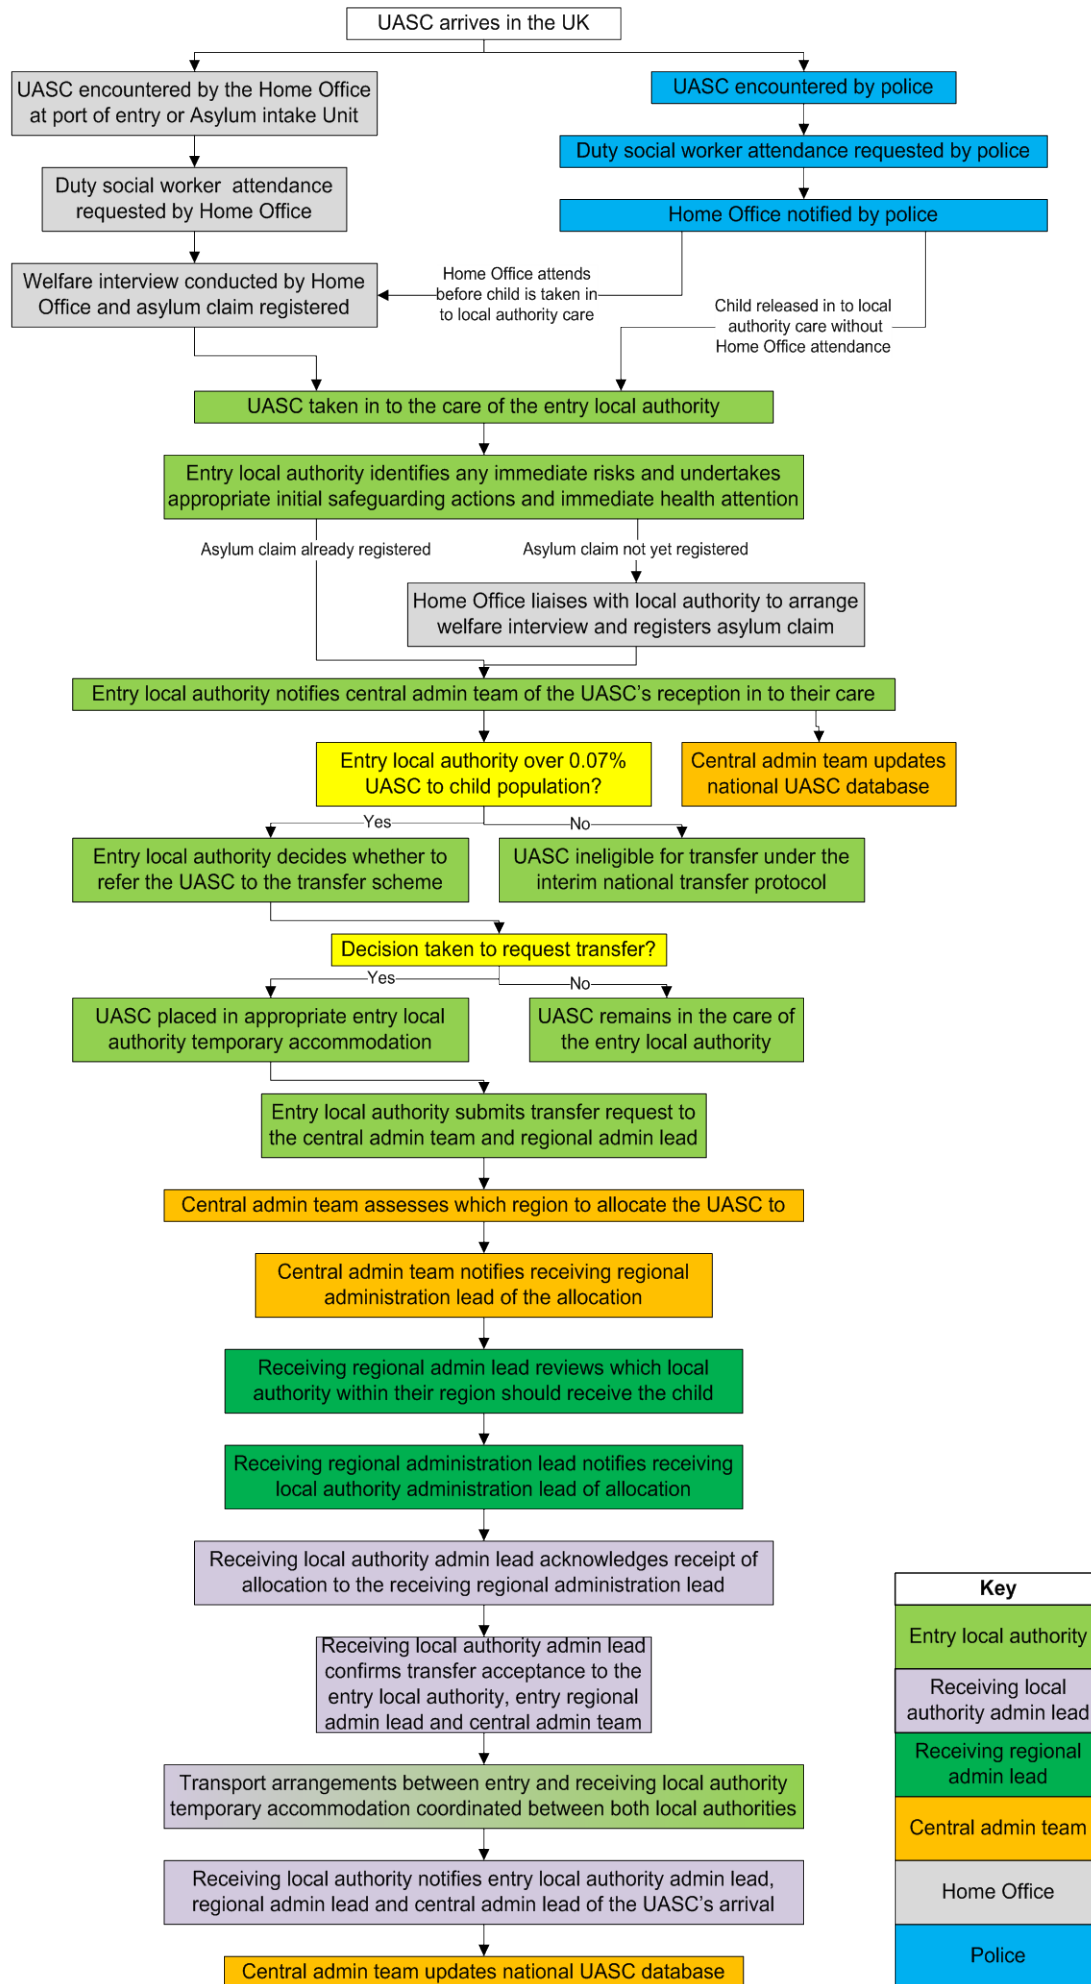 UASC arrives in the UK
UASC encountered by the Home Office
at port of entry or Asylum intake Unit
UASC encountered by police
Duty social worker attendance requested by police
Duty social worker  attendance
requested by Home Office
Home Office notified by police
Welfare interview conducted by Home
Office and asylum claim registered
Home Office attends
before child is taken in
to local authority care
Child released in to local
authority care without
Home Office attendance
UASC taken in to the care of the entry local authority
Entry local authority identifies any immediate risks and undertakes
appropriate initial safeguarding actions and immediate health attention
Asylum claim already registered
Asylum claim not yet registered
Home Office liaises with local authority to arrange
welfare interview and registers asylum claim
Entry local authority notifies central admin team of the UASC's reception in to their care
Entry local authority over 0.07%
UASC to child population?
Central admin team updates
national UASC database
Yes
No
Entry local authority decides whether to
refer the UASC to the transfer scheme
UASC ineligible for transfer under the
interim national transfer protocol
Decision taken to request transfer?
Yes
No
UASC placed in appropriate entry local
authority temporary accommodation
UASC remains in the care of
the entry local authority
Entry local authority submits transfer request to
the central admin team and regional admin lead
Central admin team assesses which region to allocate the UASC to
Central admin team notifies receiving regional
administration lead of the allocation
Receiving regional admin lead reviews which local
authority within their region should receive the child
Receiving regional administration lead notifies receiving
local authority administration lead of allocation
Receiving local authority admin lead acknowledges receipt of
allocation to the receiving regional administration lead
Receiving local authority admin lead
confirms transfer acceptance to the
entry local authority, entry regional
admin lead and central admin team
Transport arrangements between entry and receiving local authority
temporary accommodation coordinated between both local authorities
Receiving local authority notifies entry local authority admin lead,
regional admin lead and central admin lead of the UASC's arrival
Central admin team updates national UASC database
Key
Entry local authority
Receiving local
authority admin lead
Receiving regional
admin lead
Central admin team
Home Office
Police